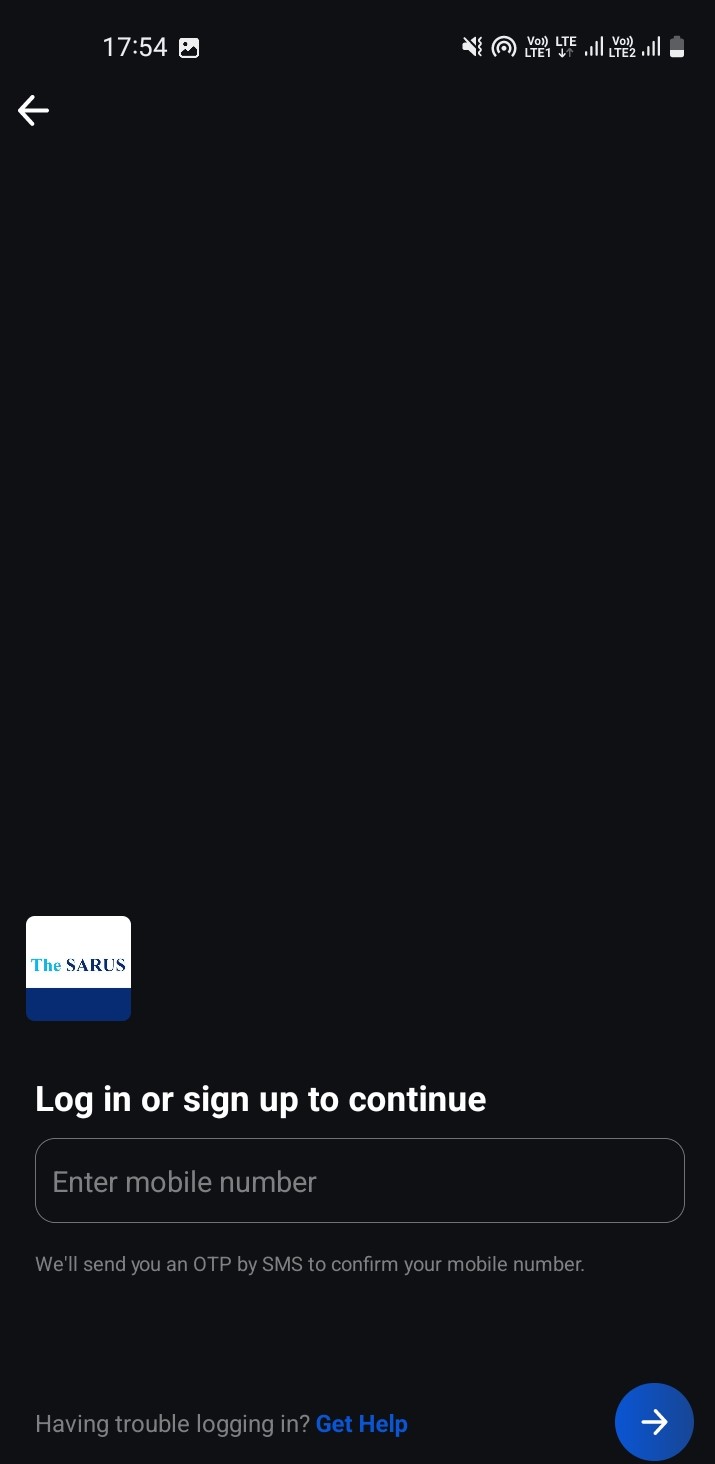 17:54
Vo)) LTE
LTE1
Vo))
LTE2
The SARUS
Log in or sign up to continue
Enter mobile number
We'll send you an OTP by SMS to confirm your mobile number.
Having trouble logging in? Get Help